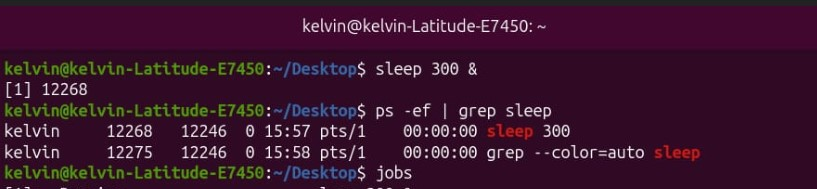 kelvin@kelvin-Latitude-E7450: ~
kelvin@kelvin-Latitude-E7450:~/Desktop$ sleep 300 &
[1] 12268
kelvin@kelvin-Latitude-E7450:~/Desktop$ ps -ef | grep sleep
kelvin 12268 12246 0 15:57 pts/1 00:00:00 sleep 300
kelvin 12275 12246 0 15:58 pts/1 00:00:00 grep --color=auto sleep
kelvin@kelvin-Latitude-E7450:~/Desktop$ jobs